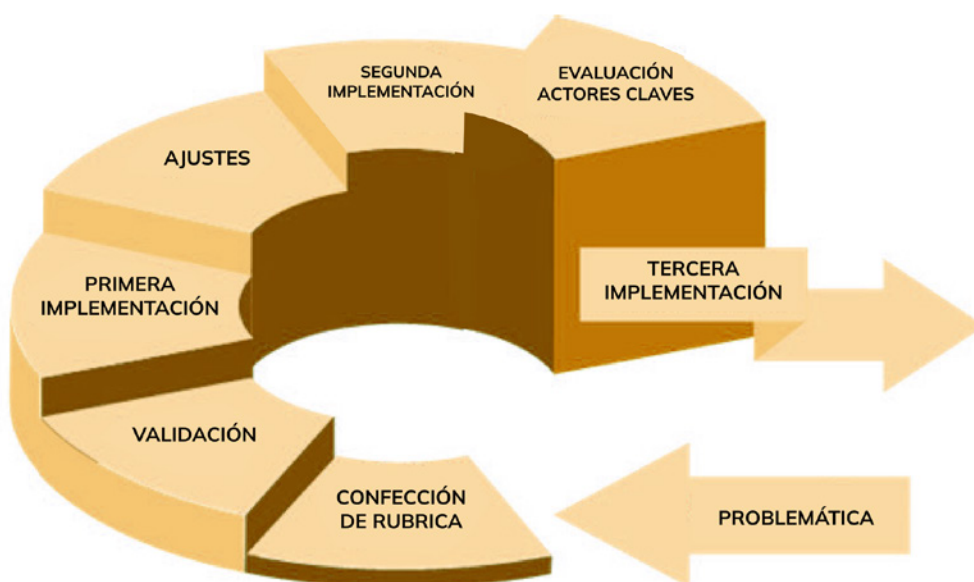 SEGUNDA
IMPLEMENTACIÓN
EVALUACIÓN
ACTORES CLAVES
AJUSTES
PRIMERA
IMPLEMENTACIÓN
TERCERA
IMPLEMENTACIÓN
VALIDACIÓN
CONFECCIÓN
DE RUBRICA
PROBLEMÁTICA